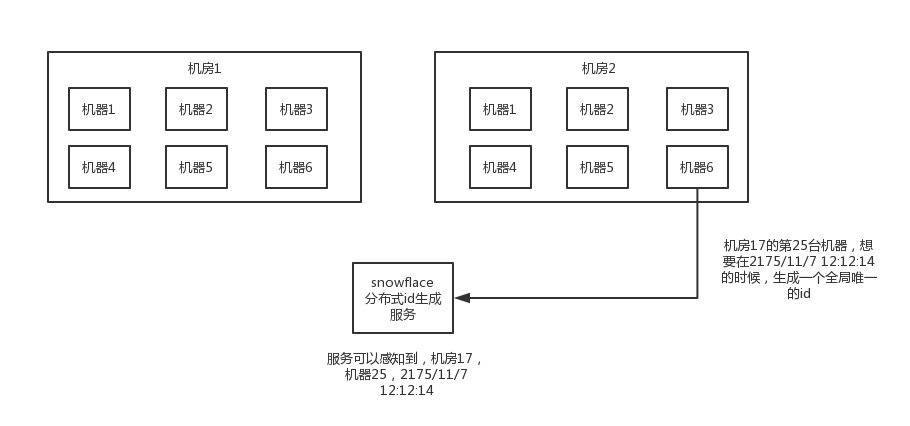 机房1
机器1
机器2
机器3
机器4
机器5
机器6
机房2
机器1
机器2
机器3
机器4
机器5
机器6
机房17的第25台机器，想
要在2175/11/7 12:12:14
的时候，生成一个全局唯一
的id
snowflace
分布式id生成
服务
服务可以感知到，机房17，
机器25，2175/11/7
12:12:14